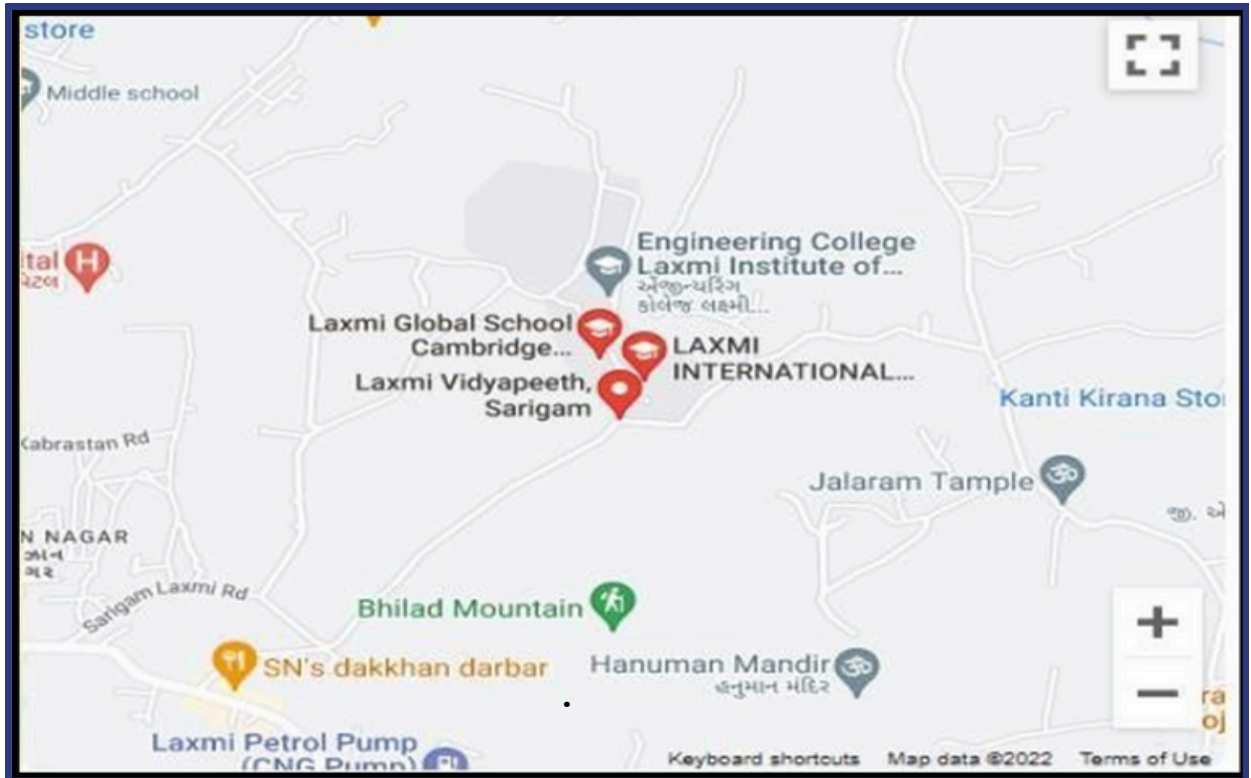 store
Middle school
Engineering College
Laxmi Institute of...
એન્જીન્યરિંગ
કોલેજ લક્ષ્મી...
ital
પેટલ
Laxmi Global School
Cambridge...
LAXMI
INTERNATIONAL...
Laxmi Vidyapeeth,
Sarigam
Kanti Kirana Sto
Kabrastan Rd
Jalaram Tample
જી. એ
N NAGAR
ઝાન
ગર
Sarigam Laxmi Rd
Bhilad Mountain
SN's dakkhan darbar
Hanuman Mandir
હનુમાન મંદિર
Laxmi Petrol Pump
(CNG Pump)
Keyboard shortcuts Map data ©2022 Terms of Use